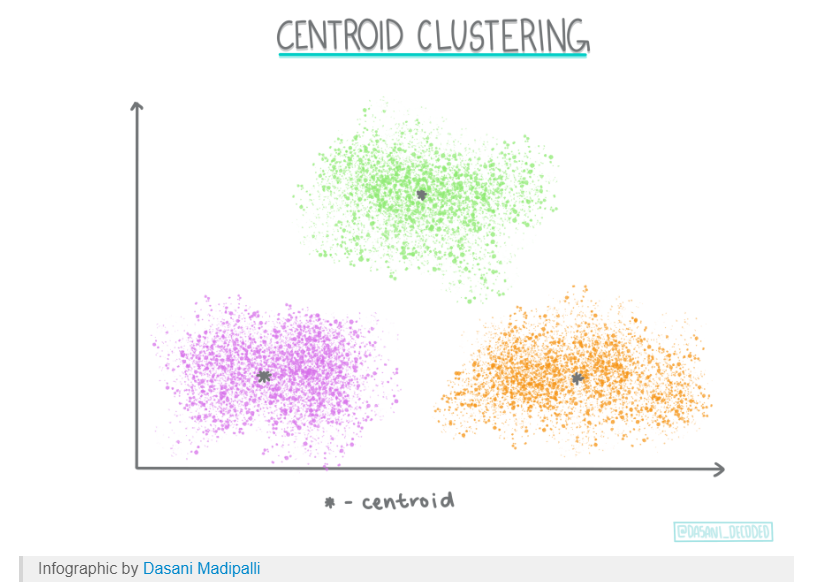 CENTROID CLUSTERING
* - centroid
@DASANI_DECODED
Infographic by Dasani Madipalli